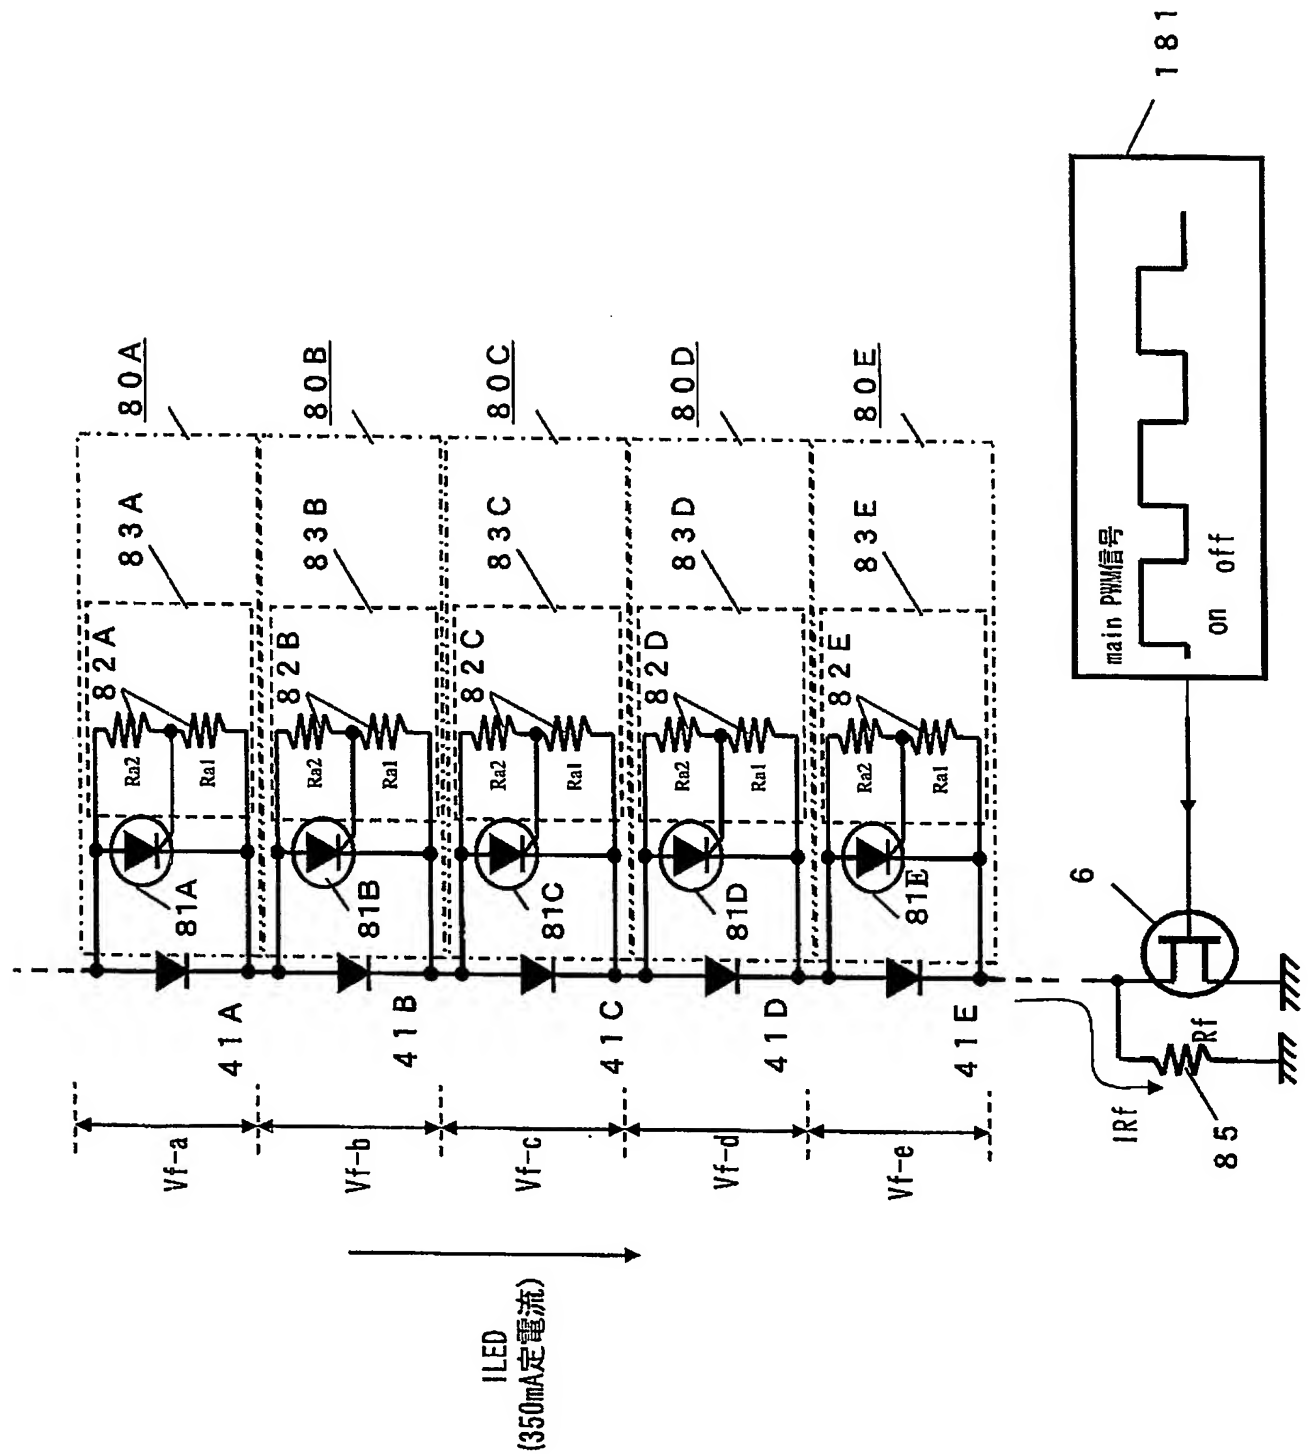 80A
80B
80C
80D
80E
83A
83B
83C
83D
83E
82A
82B
82C
82D
82E
Ra2
Ra1
Ra2
Ra1
Ra2
Ra1
Ra2
Ra1
Ra2
Ra1
81A
81B
81C
81D
81E
41A
41B
41C
41D
41E
Vf-a
Vf-b
Vf-c
Vf-d
Vf-e
ILED
(350mA定電流)
181
main PWM信号
on
off
6
Rf
IRf
85